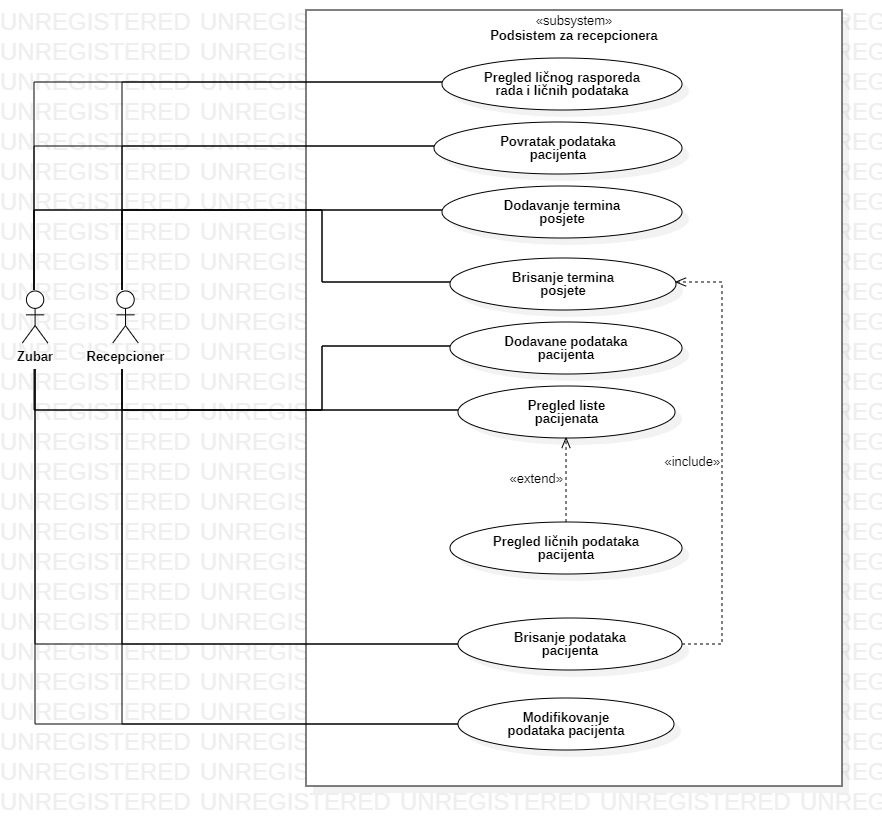 «subsystem»
Podsistem za recepcionera
Pregled ličnog rasporeda
rada i ličnih podataka
Povratak podataka
pacijenta
Dodavanje termina
posjete
Brisanje termina
posjete
Zubar
Recepcioner
Dodavane podataka
pacijenta
Pregled liste
pacijenata
«include»
«extend»
Pregled ličnih podataka
pacijenta
Brisanje podataka
pacijenta
Modifikovanje
podataka pacijenta
UNREGISTERED UNREGISTERED UNREGISTERED UNREGISTERED